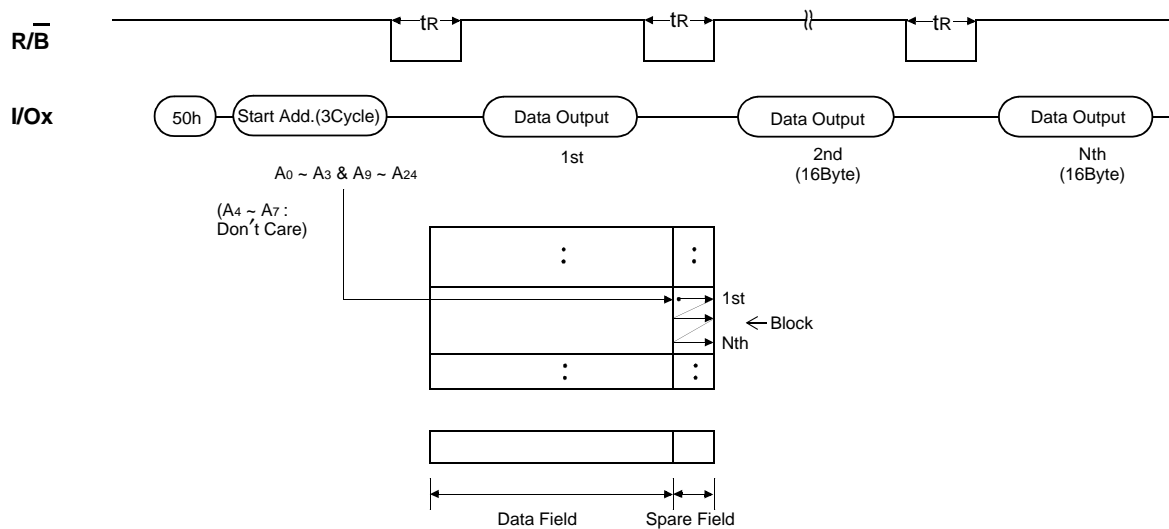 tR tR tR
R/B
I/Ox 50h Start Add.(3Cycle) Data Output Data Output Data Output
1st 2nd Nth
(16Byte) (16Byte)
A0 ~ A3 & A9 ~ A24
(A4 ~ A7 :
Don't Care)
1st
Block
Nth
Data Field Spare Field